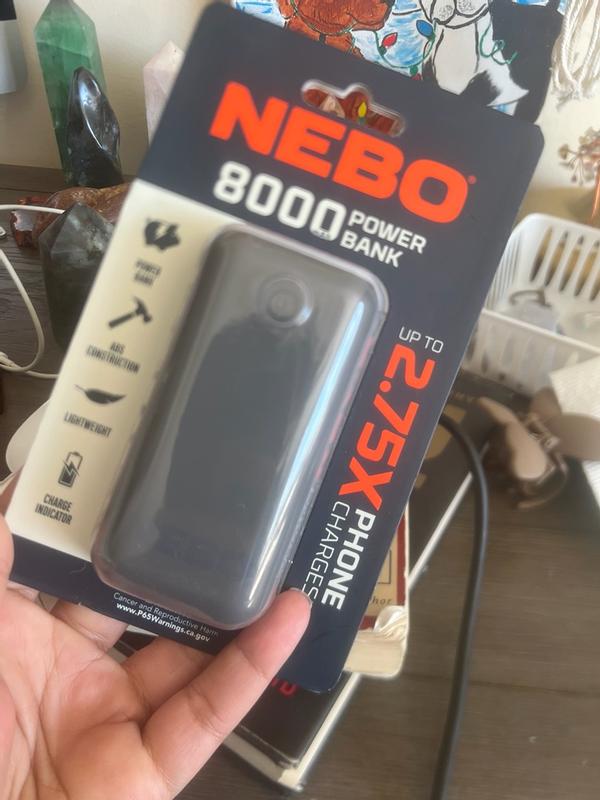 NEBO
8000 POWER
BANK
POWER
BANK
ABS
CONSTRUCTION
LIGHTWEIGHT
CHARGE
INDICATOR
UP TO
2.75X
PHONE
CHARGES
Cancer and Reproductive Harm
www.P65Warnings.ca.gov